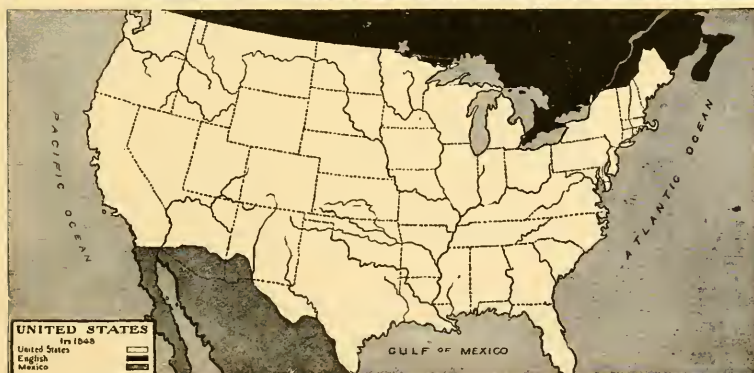 PACIFIC OCEAN
ATLANTIC OCEAN
GULF OF MEXICO
UNITED STATES
In 1848
United States
English
Mexico